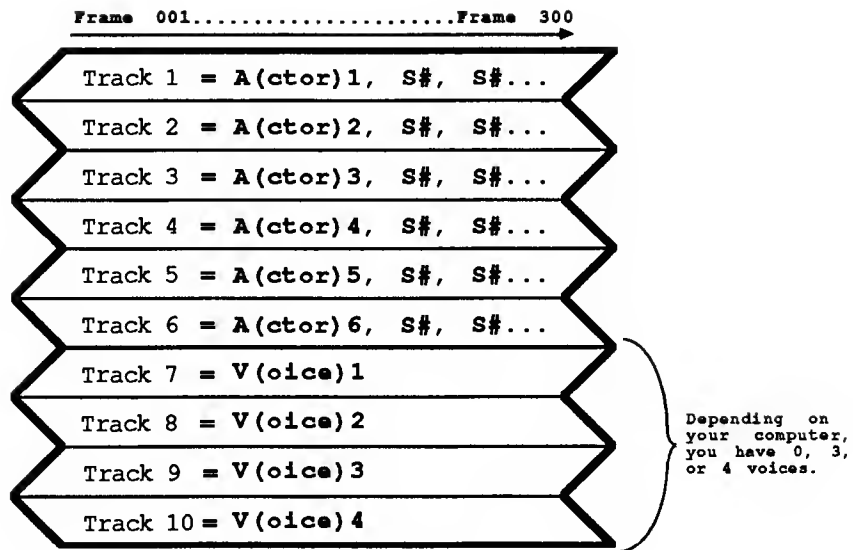 Frame 001......................Frame 300
Track 1 = A(ctor)1, S#, S#...
Track 2 = A(ctor)2, S#, S#...
Track 3 = A(ctor)3, S#, S#...
Track 4 = A(ctor)4, S#, S#...
Track 5 = A(ctor)5, S#, S#...
Track 6 = A(ctor)6, S#, S#...
Track 7 = V(oice)1
Track 8 = V(oice)2
Track 9 = V(oice)3
Track 10 = V(oice)4
Depending on
your computer,
you have 0, 3,
or 4 voices.